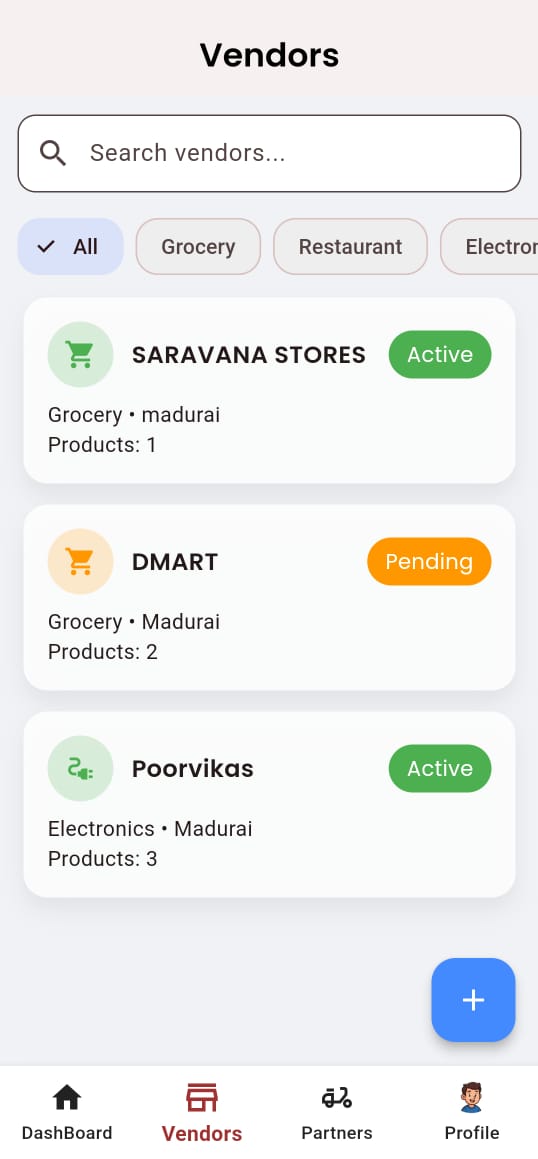 Vendors
Search vendors...
All
Grocery
Restaurant
Electron
SARAVANA STORES
Active
Grocery • madurai
Products: 1
DMART
Pending
Grocery • Madurai
Products: 2
Poorvikas
Active
Electronics • Madurai
Products: 3
DashBoard
Vendors
Partners
Profile